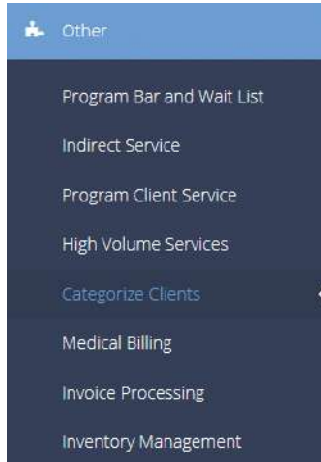 Other
Program Bar and Wait List
Indirect Service
Program Client Service
High Volume Services
Categorize Clients
Medical Billing
Invoice Processing
Inventory Management